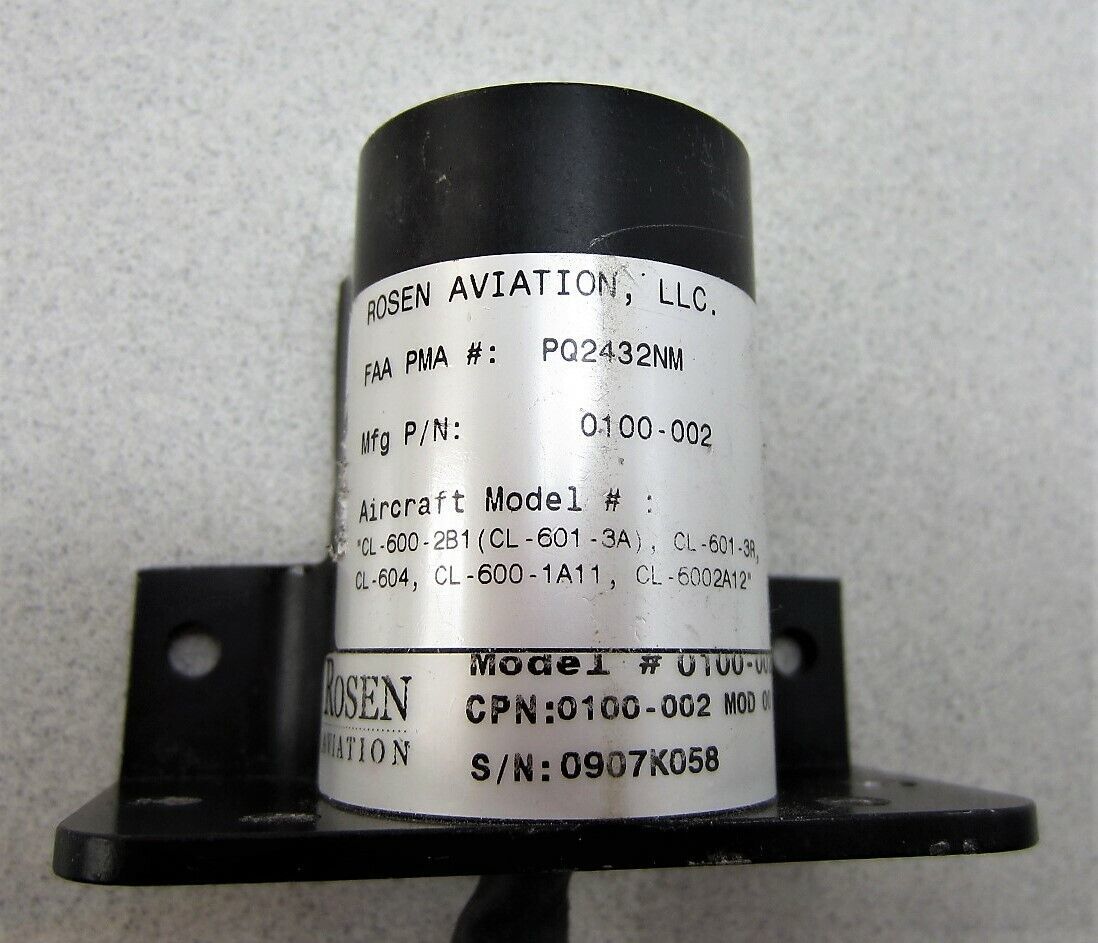 ROSEN AVIATION, LLC.
FAA PMA #: PQ2432NM
Mfg P/N: 0100-002
Aircraft Model # :
"CL-600-2B1(CL-601-3A), CL-601-3R,
CL-604, CL-600-1A11, CL-6002A12"
Model #
ROSEN
AVIATION
CPN:0100-002 MOD
S/N:0907K058